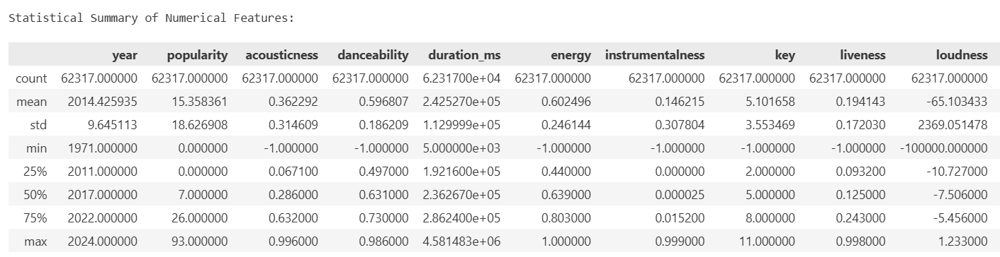 Statistical Summary of Numerical Features:
year popularity acousticness danceability duration_ms energy instrumentalness key liveness loudness
count 62317.000000 62317.000000 62317.000000 62317.000000 6.231700e+04 62317.000000 62317.000000 62317.000000 62317.000000 62317.000000
mean 2014.425935 15.358361 0.362292 0.596807 2.425270e+05 0.602496 0.146215 5.101658 0.194143 -65.103433
std 9.645113 18.626908 0.314609 0.186209 1.129999e+05 0.246144 0.307804 3.553469 0.172030 2369.051478
min 1971.000000 0.000000 -1.000000 -1.000000 5.000000e+03 -1.000000 -1.000000 -1.000000 -1.000000 -100000.000000
25% 2011.000000 0.000000 0.067100 0.497000 1.921600e+05 0.440000 0.000000 2.000000 0.093200 -10.727000
50% 2017.000000 7.000000 0.286000 0.631000 2.362670e+05 0.639000 0.000025 5.000000 0.125000 -7.506000
75% 2022.000000 26.000000 0.632000 0.730000 2.862400e+05 0.803000 0.015200 8.000000 0.243000 -5.456000
max 2024.000000 93.000000 0.996000 0.986000 4.581483e+06 1.000000 0.999000 11.000000 0.998000 1.233000